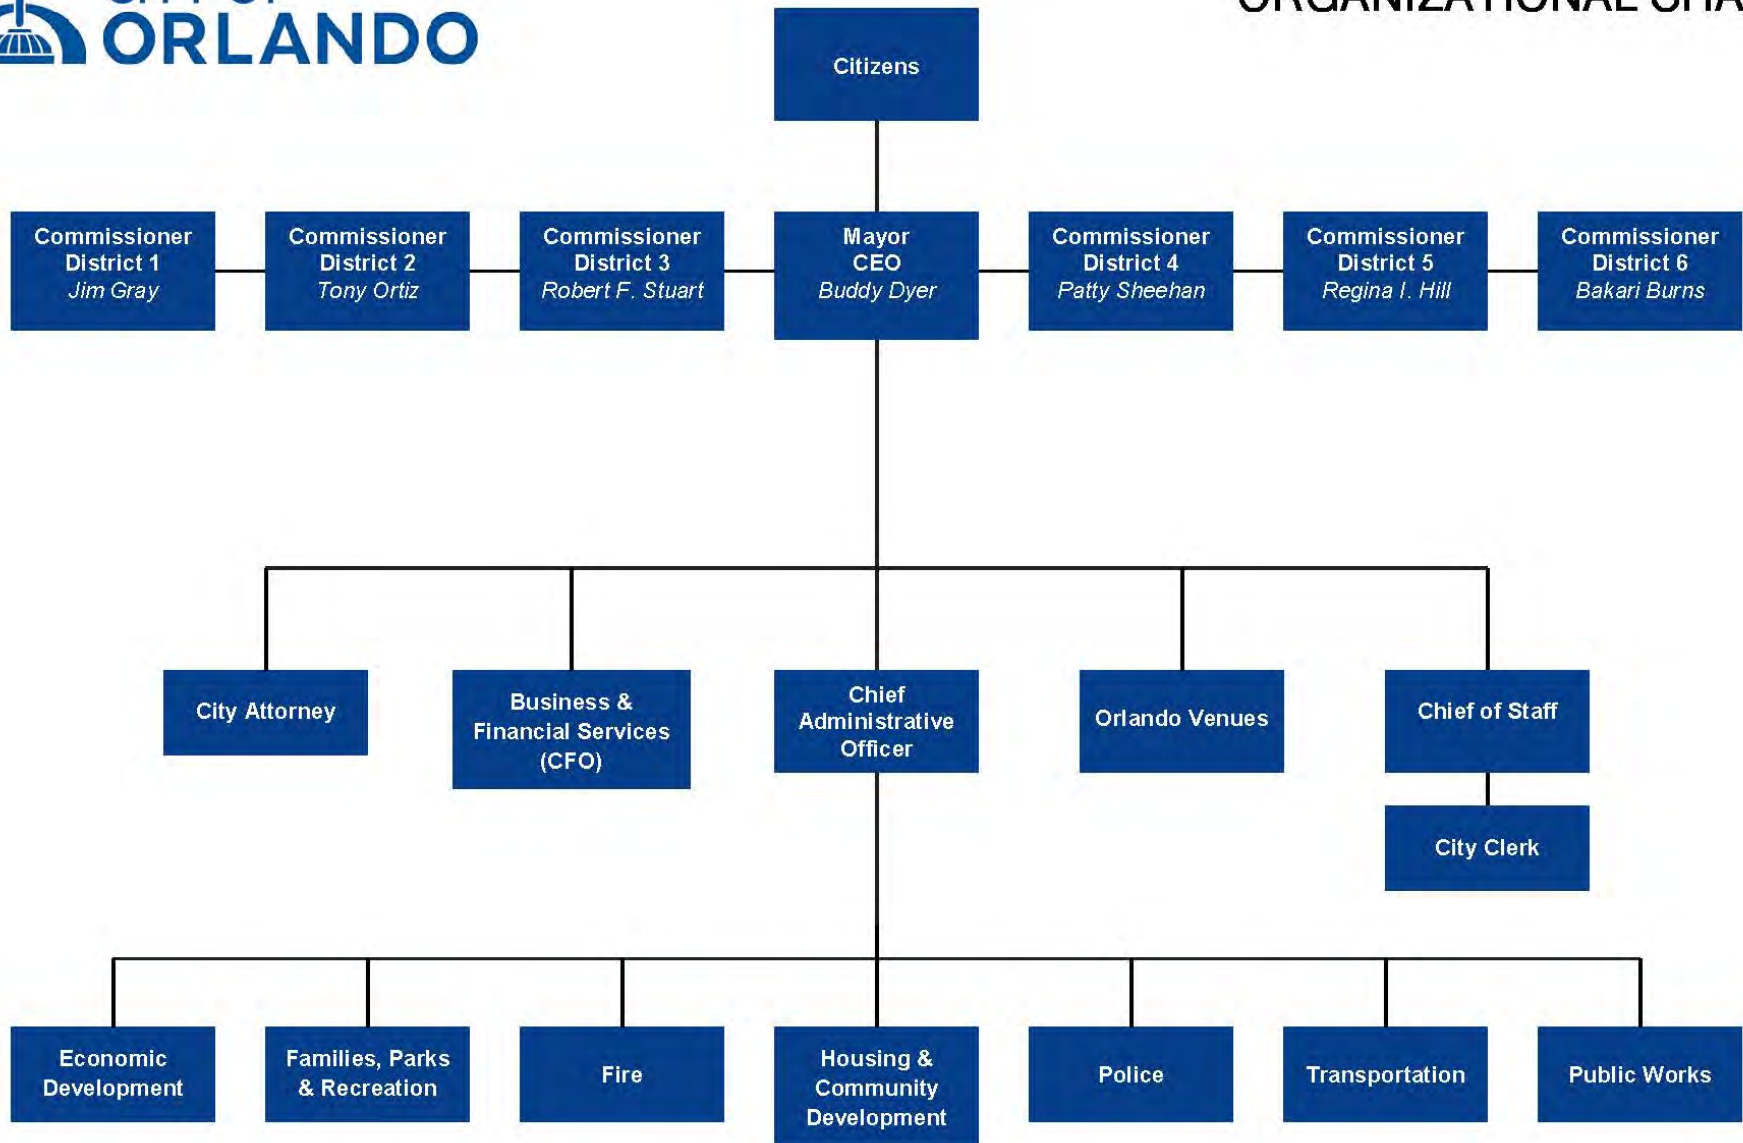 CITY OF
ORLANDO
Citizens
Commissioner
District 1
Jim Gray
Commissioner
District 2
Tony Ortiz
Commissioner
District 3
Robert F. Stuart
Mayor
CEO
Buddy Dyer
Commissioner
District 4
Patty Sheehan
Commissioner
District 5
Regina I. Hill
Commissioner
District 6
Bakari Burns
City Attorney
Business &
Financial Services
(CFO)
Chief
Administrative
Officer
Orlando Venues
Chief of Staff
City Clerk
Economic
Development
Families, Parks
& Recreation
Fire
Housing &
Community
Development
Police
Transportation
Public Works